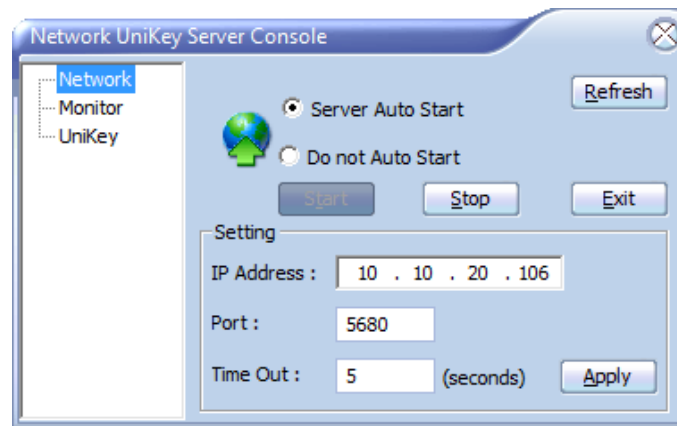 Network UniKey Server Console
Network
Monitor
UniKey
Server Auto Start
Refresh
Do not Auto Start
Start
Stop
Exit
Setting
IP Address :
10 . 10 . 20 . 106
Port :
5680
Time Out :
5
(seconds)
Apply